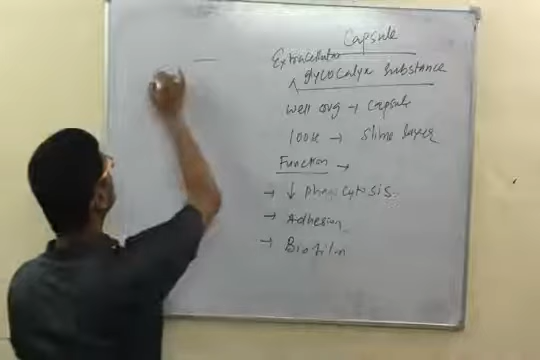 Capsule
Extracellular
glycocalyx substance
well org → Capsule
loose → slime layer
Function →
→ ↓ Phagocytosis
→ Adhesion
→ Biofilm